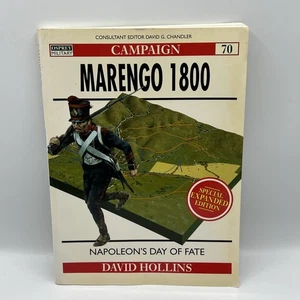 CONSULTANT EDITOR DAVID G. CHANDLER
OSPREY
MILITARY
CAMPAIGN
70
MARENGO 1800
SPECIAL
EXPANDED
EDITION
NAPOLEON'S DAY OF FATE
DAVID HOLLINS